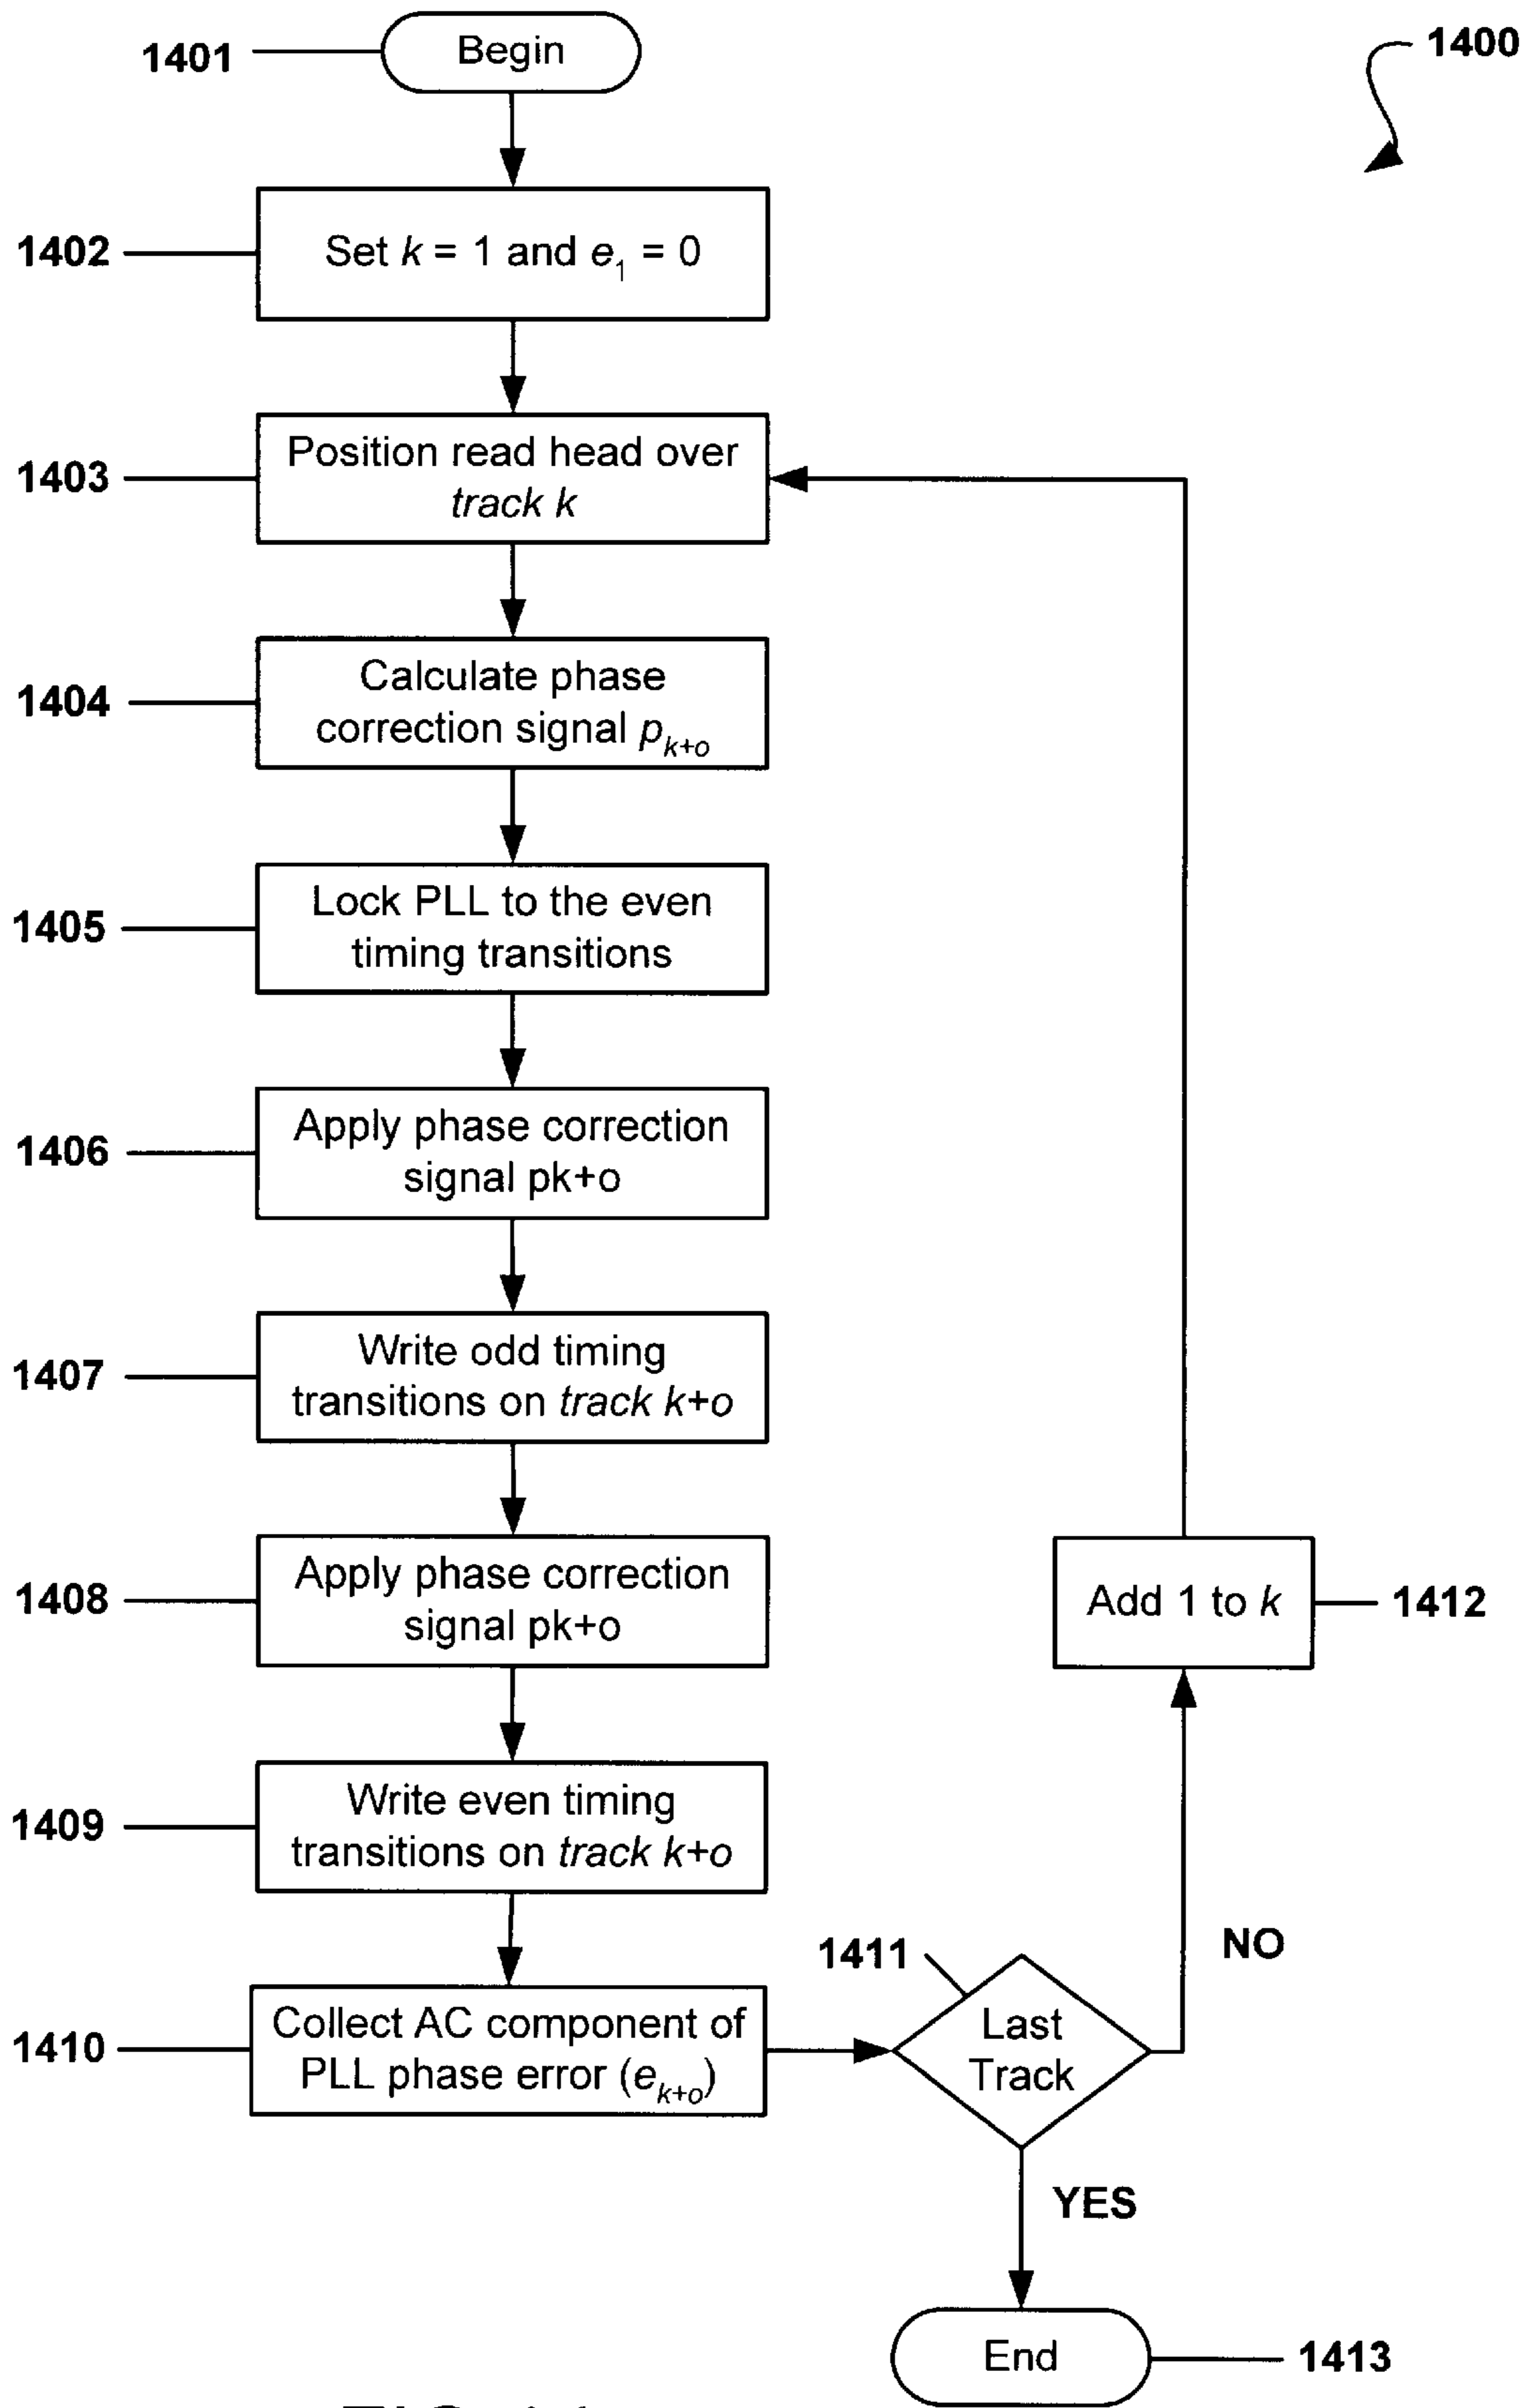 1401
Begin
1400
1402
Set k = 1 and e₁ = 0
1403
Position read head over
track k
1404
Calculate phase
correction signal pₖ₊ₒ
1405
Lock PLL to the even
timing transitions
1406
Apply phase correction
signal pk+o
1407
Write odd timing
transitions on track k+o
1408
Apply phase correction
signal pk+o
Add 1 to k
1412
1409
Write even timing
transitions on track k+o
NO
1411
1410
Collect AC component of
PLL phase error (eₖ₊ₒ)
Last
Track
YES
End
1413